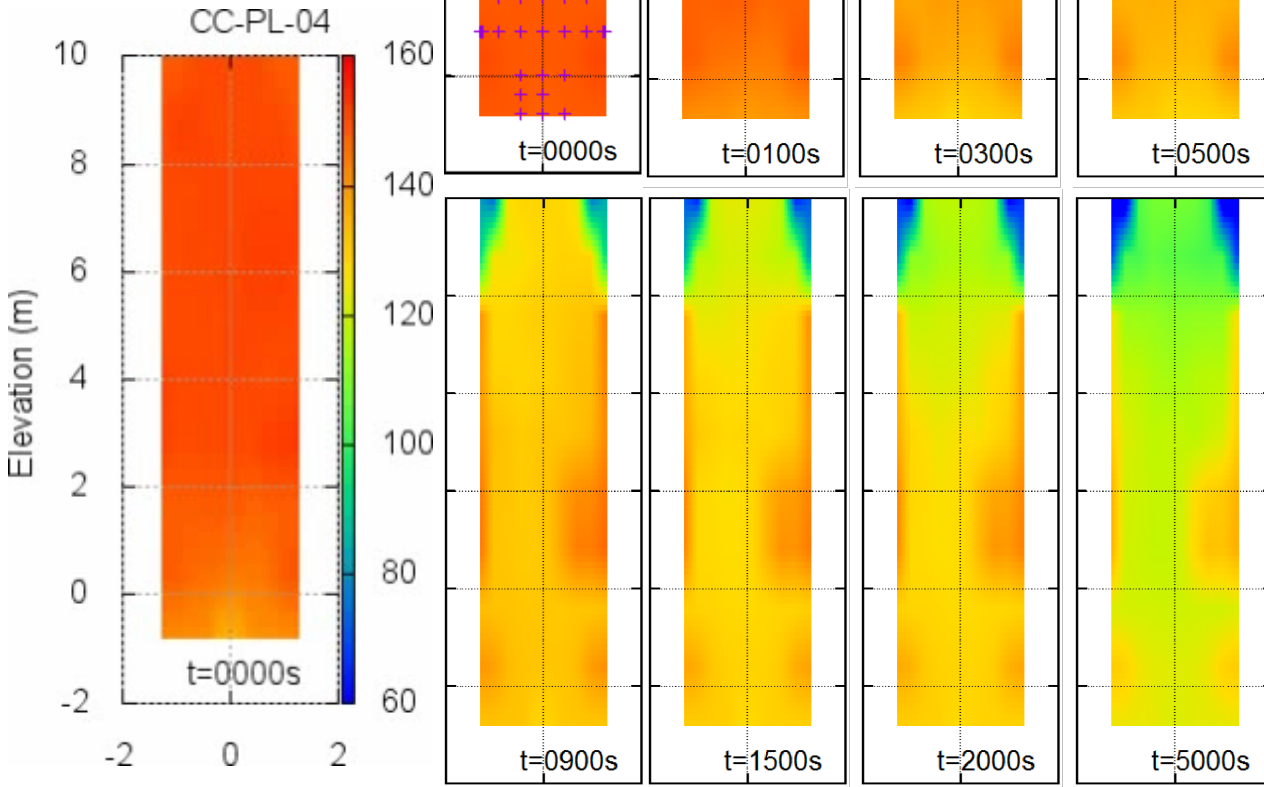 CC-PL-04
10
8
6
4
2
0
-2
Elevation (m)
-2
0
2
t=0000s
160
140
120
100
80
60
t=0000s
t=0100s
t=0300s
t=0500s
t=0900s
t=1500s
t=2000s
t=5000s